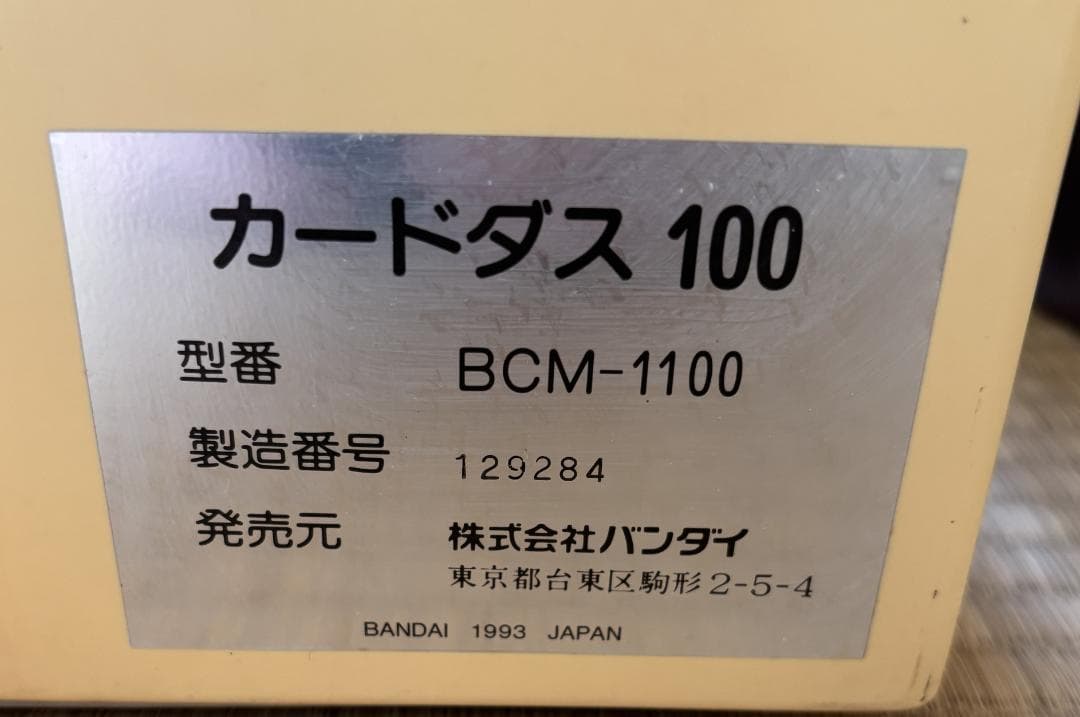 カードダス 100
型番 BCM-1100
製造番号 129284
発売元 株式会社バンダイ
東京都台東区駒形2-5-4
BANDAI 1993 JAPAN